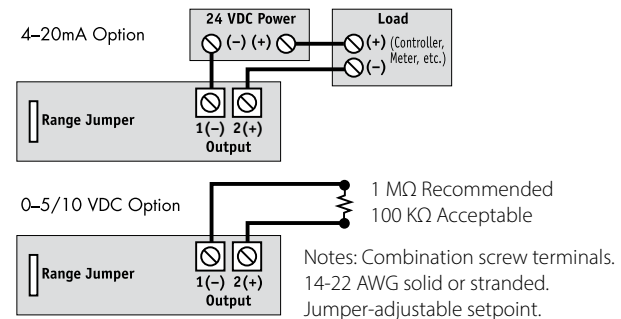 4–20mA Option
24 VDC Power
(–) (+)
Load
(+) (Controller,
Meter, etc.)
(–)
Range Jumper
1(–) 2(+)
Output
0–5/10 VDC Option
1 MΩ Recommended
100 KΩ Acceptable
Range Jumper
1(–) 2(+)
Output
Notes: Combination screw terminals.
14-22 AWG solid or stranded.
Jumper-adjustable setpoint.